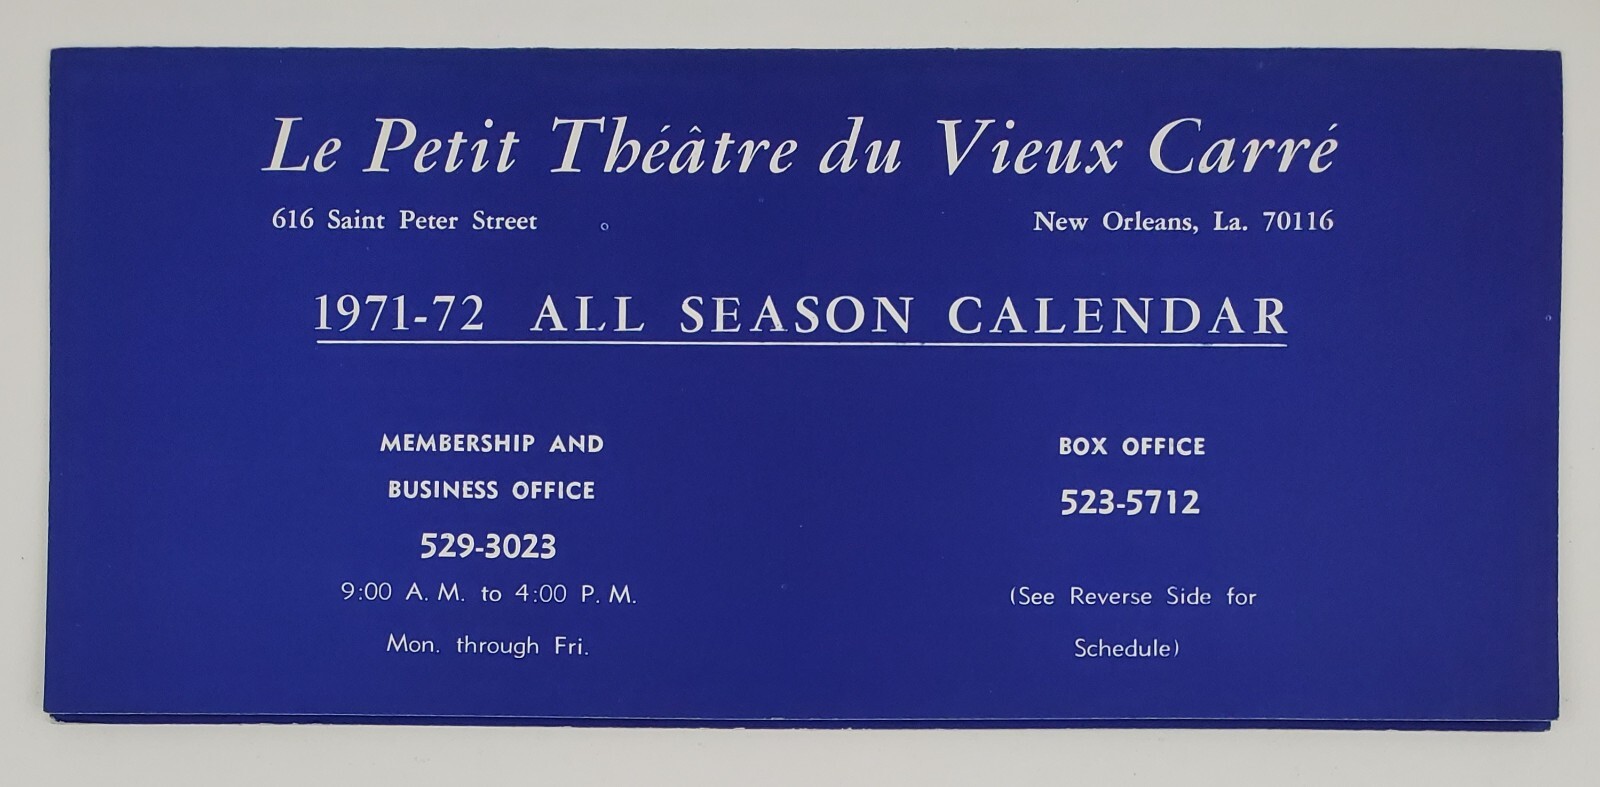 Le Petit Théâtre du Vieux Carré
616 Saint Peter Street New Orleans, La. 70116
1971-72 ALL SEASON CALENDAR
MEMBERSHIP AND
BUSINESS OFFICE
529-3023
9:00 A. M. to 4:00 P. M.
Mon. through Fri.
BOX OFFICE
523-5712
(See Reverse Side for
Schedule)